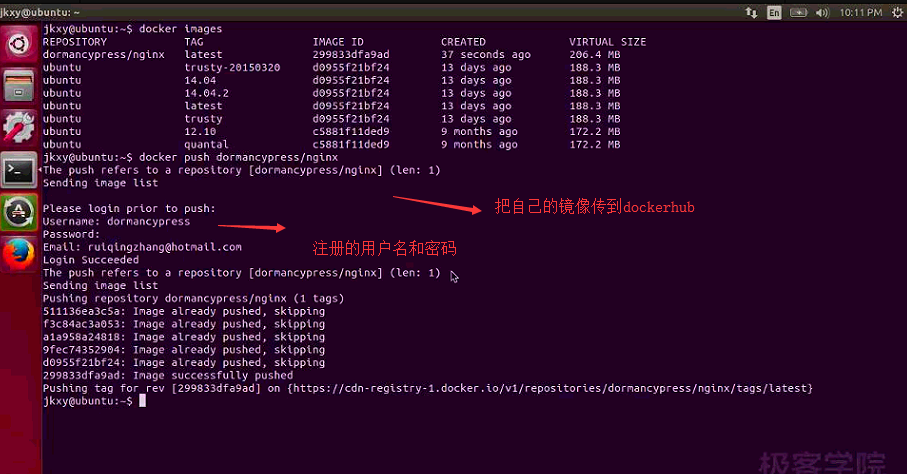 jkxy@ubuntu: ~
En
10:11 PM
jkxy@ubuntu:~$ docker images
REPOSITORY TAG IMAGE ID CREATED VIRTUAL SIZE
dormancypress/nginx latest 299833dfa9ad 37 seconds ago 206.4 MB
ubuntu trusty-20150320 d0955f21bf24 13 days ago 188.3 MB
ubuntu 14.04 d0955f21bf24 13 days ago 188.3 MB
ubuntu 14.04.2 d0955f21bf24 13 days ago 188.3 MB
ubuntu latest d0955f21bf24 13 days ago 188.3 MB
ubuntu trusty d0955f21bf24 13 days ago 188.3 MB
ubuntu 12.10 c5881f11ded9 9 months ago 172.2 MB
ubuntu quantal c5881f11ded9 9 months ago 172.2 MB
jkxy@ubuntu:~$ docker push dormancypress/nginx
The push refers to a repository [dormancypress/nginx] (len: 1)
Sending image list
把自己的镜像传到dockerhub
Please login prior to push:
Username: dormancypress
Password:
注册的用户名和密码
Email: ruiqingzhang@hotmail.com
Login Succeeded
The push refers to a repository [dormancypress/nginx] (len: 1)
Sending image list
Pushing repository dormancypress/nginx (1 tags)
511136ea3c5a: Image already pushed, skipping
f3c84ac3a053: Image already pushed, skipping
a1a958a24818: Image already pushed, skipping
9fec74352904: Image already pushed, skipping
d0955f21bf24: Image already pushed, skipping
299833dfa9ad: Image successfully pushed
Pushing tag for rev [299833dfa9ad] on {https://cdn-registry-1.docker.io/v1/repositories/dormancypress/nginx/tags/latest}
jkxy@ubuntu:~$
极客学院